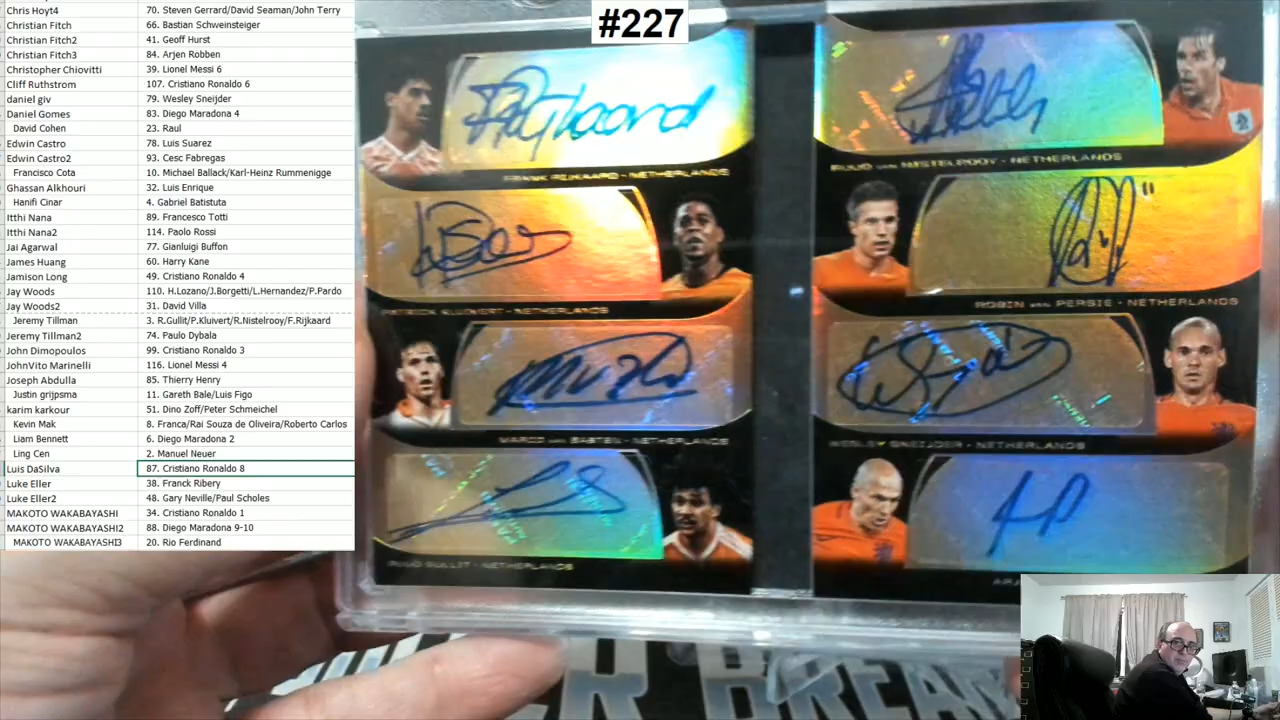 #227
Chris Hoyt4 70. Steven Gerrard/David Seaman/John Terry
Christian Fitch 66. Bastian Schweinsteiger
Christian Fitch2 41. Geoff Hurst
Christian Fitch3 84. Arjen Robben
Christopher Chiovitti 39. Lionel Messi 6
Cliff Ruthstrom 107. Cristiano Ronaldo 6
daniel giv 79. Wesley Sneijder
Daniel Gomes 83. Diego Maradona 4
David Cohen 23. Raul
Edwin Castro 78. Luis Suarez
Edwin Castro2 93. Cesc Fabregas
Francisco Cota 10. Michael Ballack/Karl-Heinz Rummenigge
Ghassan Alkhouri 32. Luis Enrique
Hanifi Cinar 4. Gabriel Batistuta
Itthi Nana 89. Francesco Totti
Itthi Nana2 114. Paolo Rossi
Jai Agarwal 77. Gianluigi Buffon
James Huang 60. Harry Kane
Jamison Long 49. Cristiano Ronaldo 4
Jay Woods 110. H.Lozano/J.Borgetti/L.Hernandez/P.Pardo
Jay Woods2 31. David Villa
Jeremy Tillman 3. R.Gullit/P.Kluivert/R.Nistelrooy/F.Rijkaard
Jeremy Tillman2 74. Paulo Dybala
John Dimopoulos 99. Cristiano Ronaldo 3
JohnVito Marinelli 116. Lionel Messi 4
Joseph Abdulla 85. Thierry Henry
Justin grijpsma 11. Gareth Bale/Luis Figo
karim karkour 51. Dino Zoff/Peter Schmeichel
Kevin Mak 8. Franca/Rai Souza de Oliveira/Roberto Carlos
Liam Bennett 6. Diego Maradona 2
Ling Cen 2. Manuel Neuer
Luis DaSilva 87. Cristiano Ronaldo 8
Luke Eller 38. Franck Ribery
Luke Eller2 48. Gary Neville/Paul Scholes
MAKOTO WAKABAYASHI 34. Cristiano Ronaldo 1
MAKOTO WAKABAYASHI2 88. Diego Maradona 9-10
MAKOTO WAKABAYASHI3 20. Rio Ferdinand
FRANK RIJKAARD - NETHERLANDS
RUUD VAN NISTELROOY - NETHERLANDS
PATRICK KLUIVERT - NETHERLANDS
ROBIN VAN PERSIE - NETHERLANDS
MARCO VAN BASTEN - NETHERLANDS
WESLEY SNEIJDER - NETHERLANDS
RUUD GULLIT - NETHERLANDS